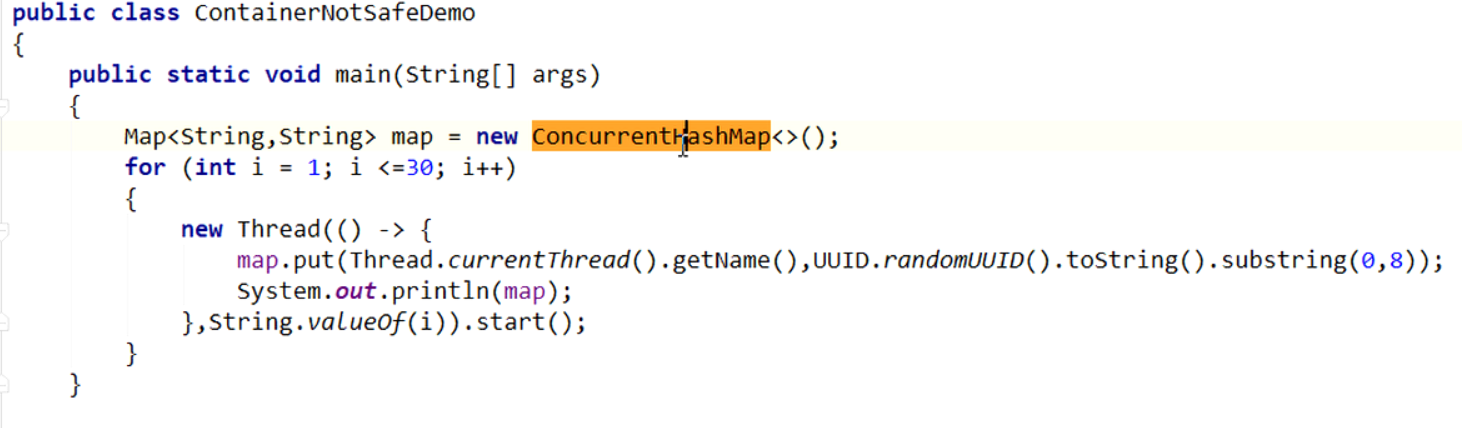 public class ContainerNotSafeDemo
{
    public static void main(String[] args)
    {
        Map<String,String> map = new ConcurrentHashMap<>();
        for (int i = 1; i <=30; i++)
        {
            new Thread(() -> {
                map.put(Thread.currentThread().getName(),UUID.randomUUID().toString().substring(0,8));
                System.out.println(map);
            },String.valueOf(i)).start();
        }
    }